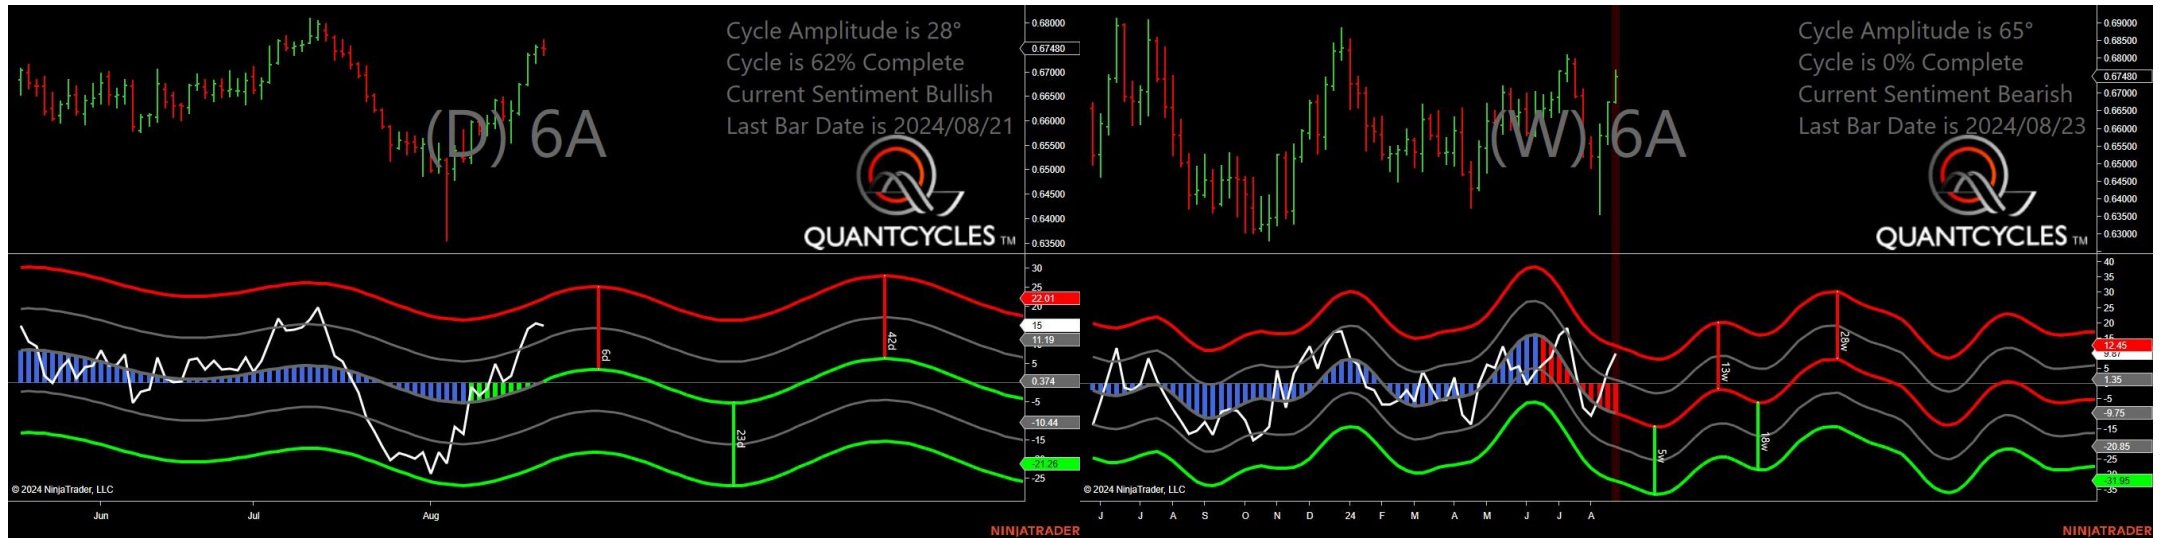 Cycle Amplitude is 28°
Cycle is 62% Complete
Current Sentiment Bullish
Last Bar Date is 2024/08/21
(D) 6A
QUANTCYCLES TM
0.68000
0.67480
0.67000
0.66500
0.66000
0.65500
0.65000
0.64500
0.64000
0.63500
30
25
22.01
20
15
11.19
5
0.374
-5
-10.44
-15
-21.26
-25
6d
23d
42d
© 2024 NinjaTrader, LLC
Jun
Jul
Aug
NINJATRADER
Cycle Amplitude is 65°
Cycle is 0% Complete
Current Sentiment Bearish
Last Bar Date is 2024/08/23
(W) 6A
QUANTCYCLES TM
0.69000
0.68500
0.68000
0.67480
0.67000
0.66500
0.66000
0.65500
0.65000
0.64500
0.64000
0.63500
0.63000
40
35
30
25
20
15
12.45
9.87
5
1.35
-5
-9.75
-15
-20.85
-25
-31.95
-35
5w
13w
18w
28w
© 2024 NinjaTrader, LLC
J
J
A
S
O
N
D
24
F
M
A
M
J
J
A
NINJATRADER